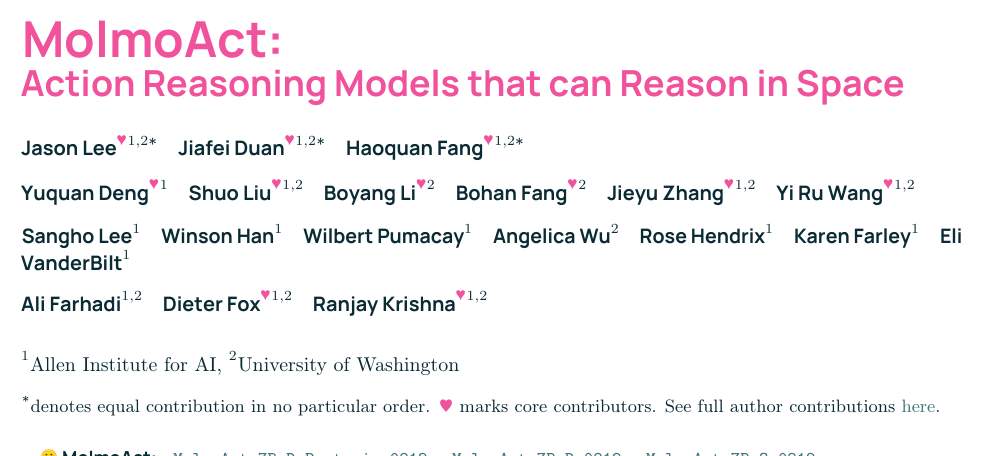 MolmoAct:
Action Reasoning Models that can Reason in Space
Jason Lee♥1,2* Jiafei Duan♥1,2* Haoquan Fang♥1,2*
Yuquan Deng♥1 Shuo Liu♥1,2 Boyang Li♥2 Bohan Fang♥2 Jieyu Zhang♥1,2 Yi Ru Wang♥1,2
Sangho Lee1 Winson Han1 Wilbert Pumacay1 Angelica Wu2 Rose Hendrix1 Karen Farley1 Eli
VanderBilt1
Ali Farhadi1,2 Dieter Fox♥1,2 Ranjay Krishna♥1,2
1Allen Institute for AI, 2University of Washington
*denotes equal contribution in no particular order. ♥ marks core contributors. See full author contributions here.
MolmoAct: